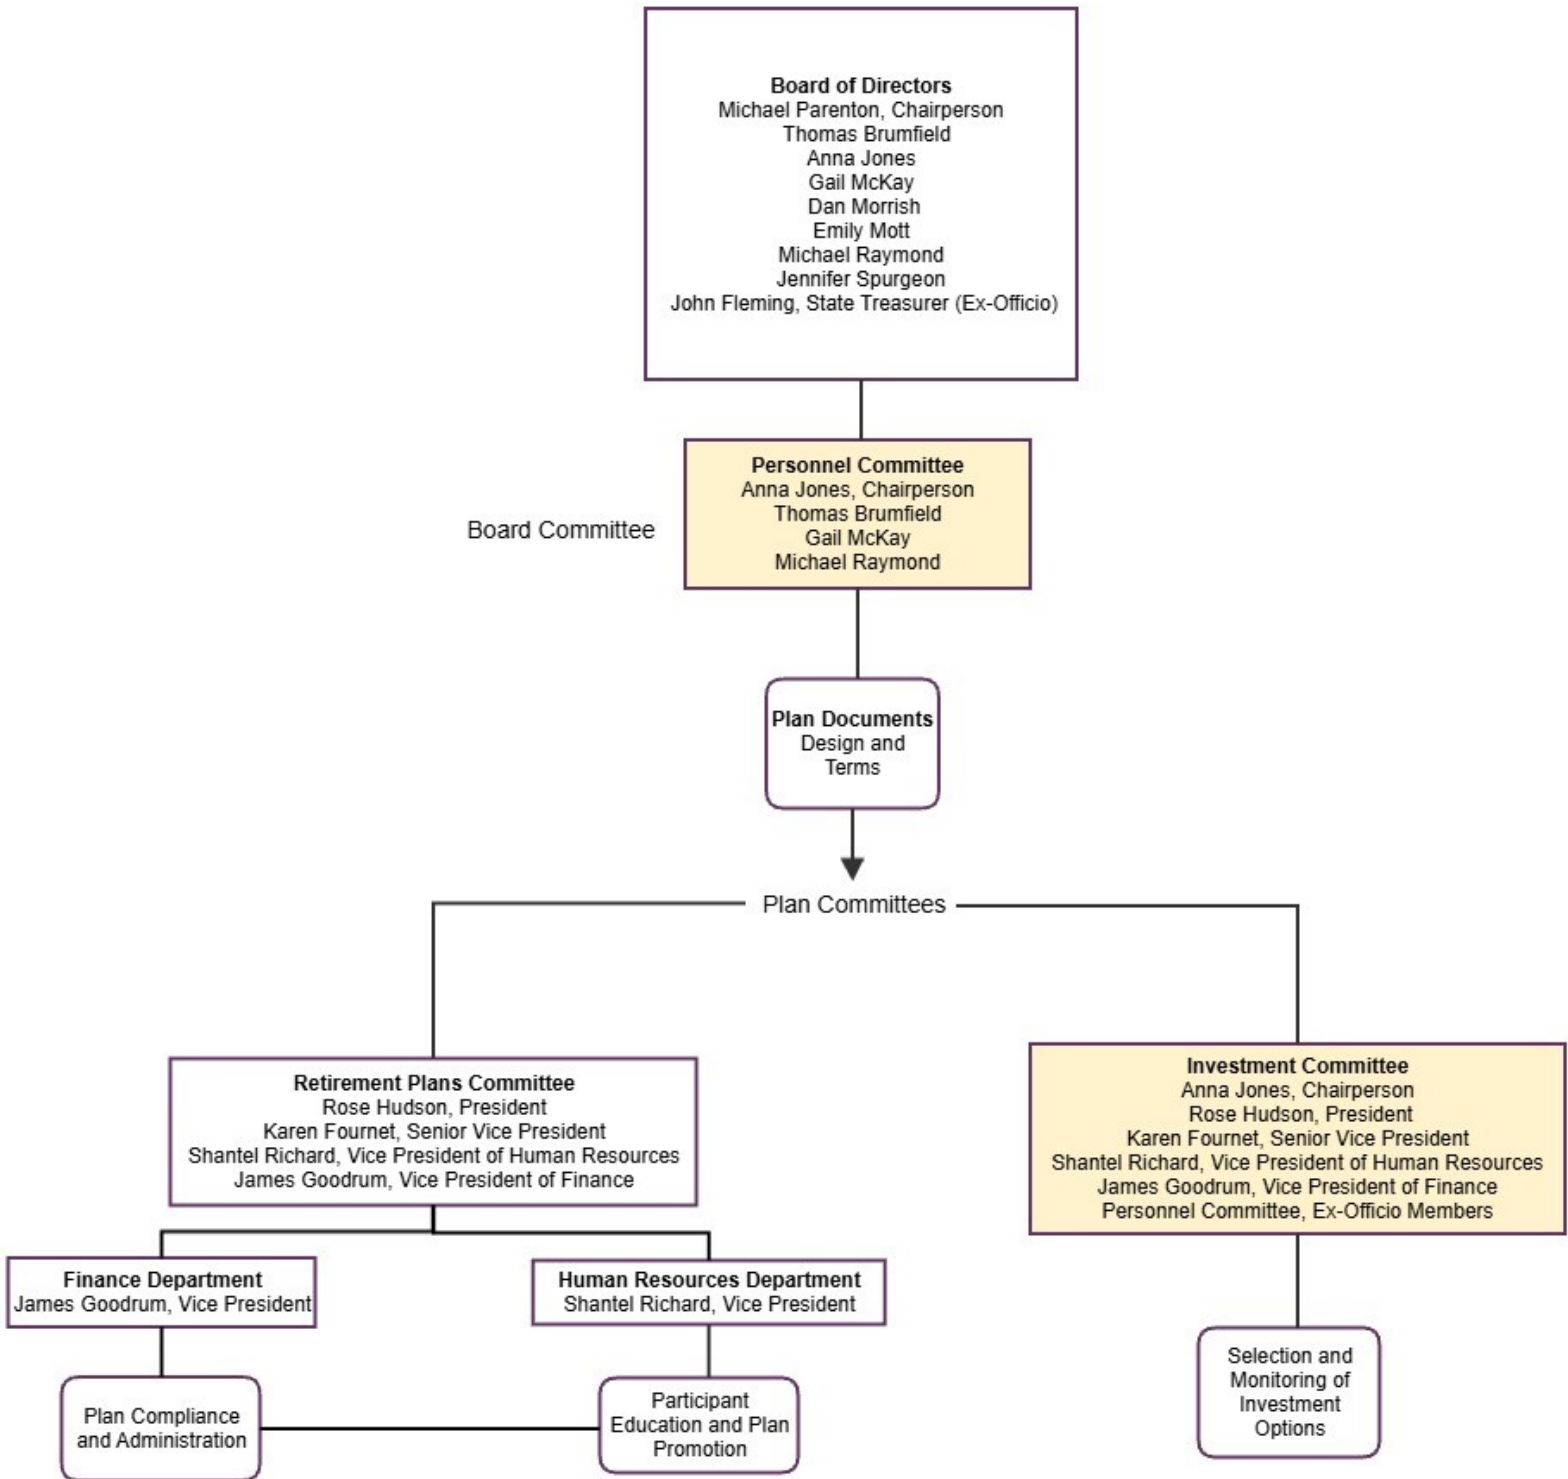 Board of Directors
Michael Parenton, Chairperson
Thomas Brumfield
Anna Jones
Gail McKay
Dan Morrish
Emily Mott
Michael Raymond
Jennifer Spurgeon
John Fleming, State Treasurer (Ex-Officio)
Board Committee
Personnel Committee
Anna Jones, Chairperson
Thomas Brumfield
Gail McKay
Michael Raymond
Plan Documents
Design and
Terms
Plan Committees
Retirement Plans Committee
Rose Hudson, President
Karen Fournet, Senior Vice President
Shantel Richard, Vice President of Human Resources
James Goodrum, Vice President of Finance
Investment Committee
Anna Jones, Chairperson
Rose Hudson, President
Karen Fournet, Senior Vice President
Shantel Richard, Vice President of Human Resources
James Goodrum, Vice President of Finance
Personnel Committee, Ex-Officio Members
Finance Department
James Goodrum, Vice President
Human Resources Department
Shantel Richard, Vice President
Plan Compliance
and Administration
Participant
Education and Plan
Promotion
Selection and
Monitoring of
Investment
Options